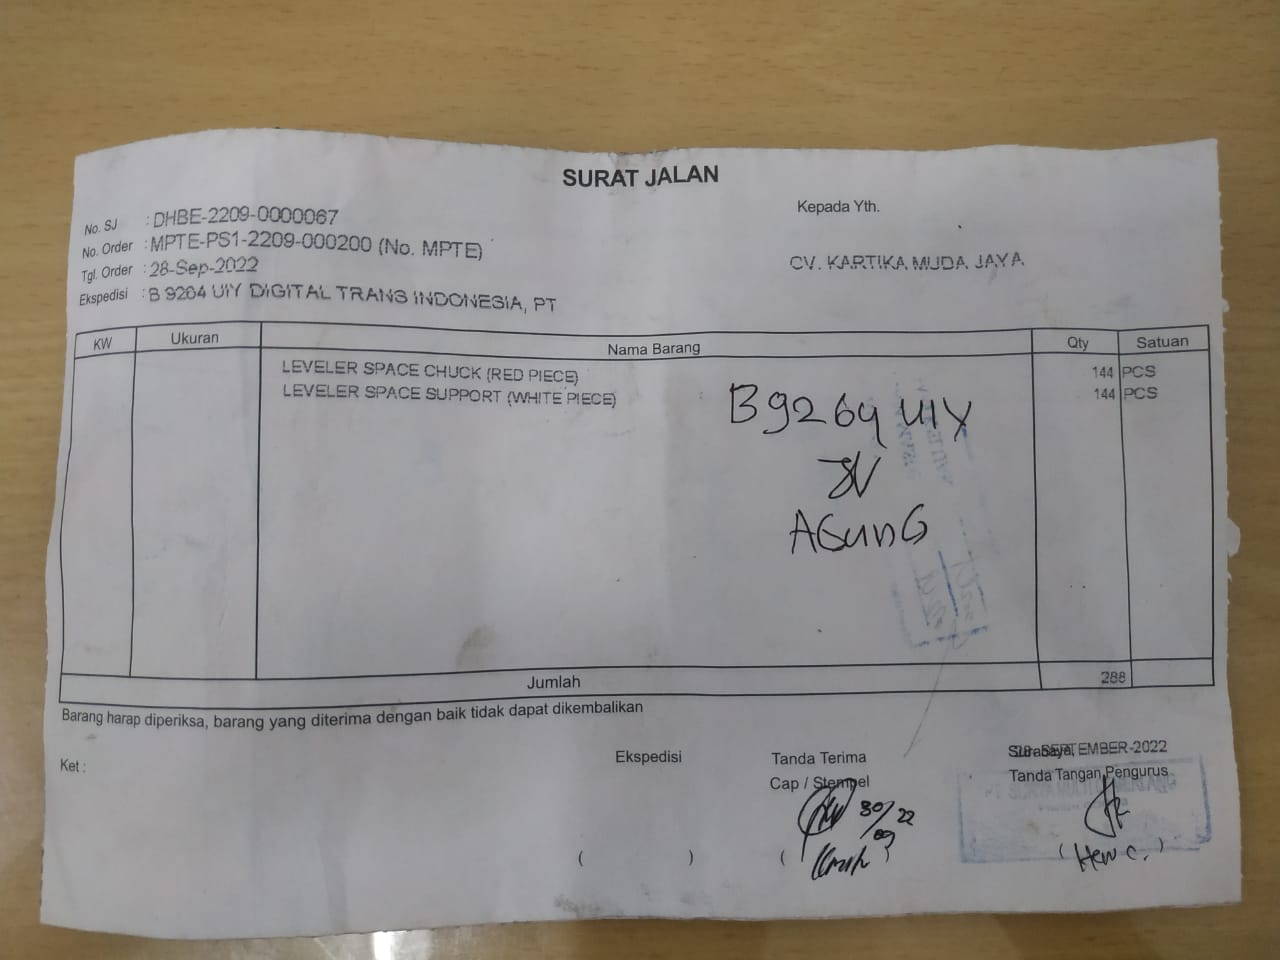 SURAT JALAN
No. SJ : DHBE-2209-0000067
No. Order : MPTE-PS1-2209-000200 (No. MPTE)
Tgl. Order : 28-Sep-2022
Ekspedisi : B 9264 UIY DIGITAL TRANS INDONESIA, PT
Kepada Yth.
CV. KARTIKA MUDA JAYA
KW Ukuran Nama Barang Qty Satuan
LEVELER SPACE CHUCK (RED PIECE) 144 PCS
LEVELER SPACE SUPPORT (WHITE PIECE) 144 PCS
B 9264 UIY
AGUNG
Jumlah 288
Barang harap diperiksa, barang yang diterima dengan baik tidak dapat dikembalikan
Ket :
Ekspedisi
( )
Tanda Terima
Cap / Stempel
30/09 22
( )
Surabaya, 28-SEPTEMBER-2022
Tanda Tangan Pengurus
( )